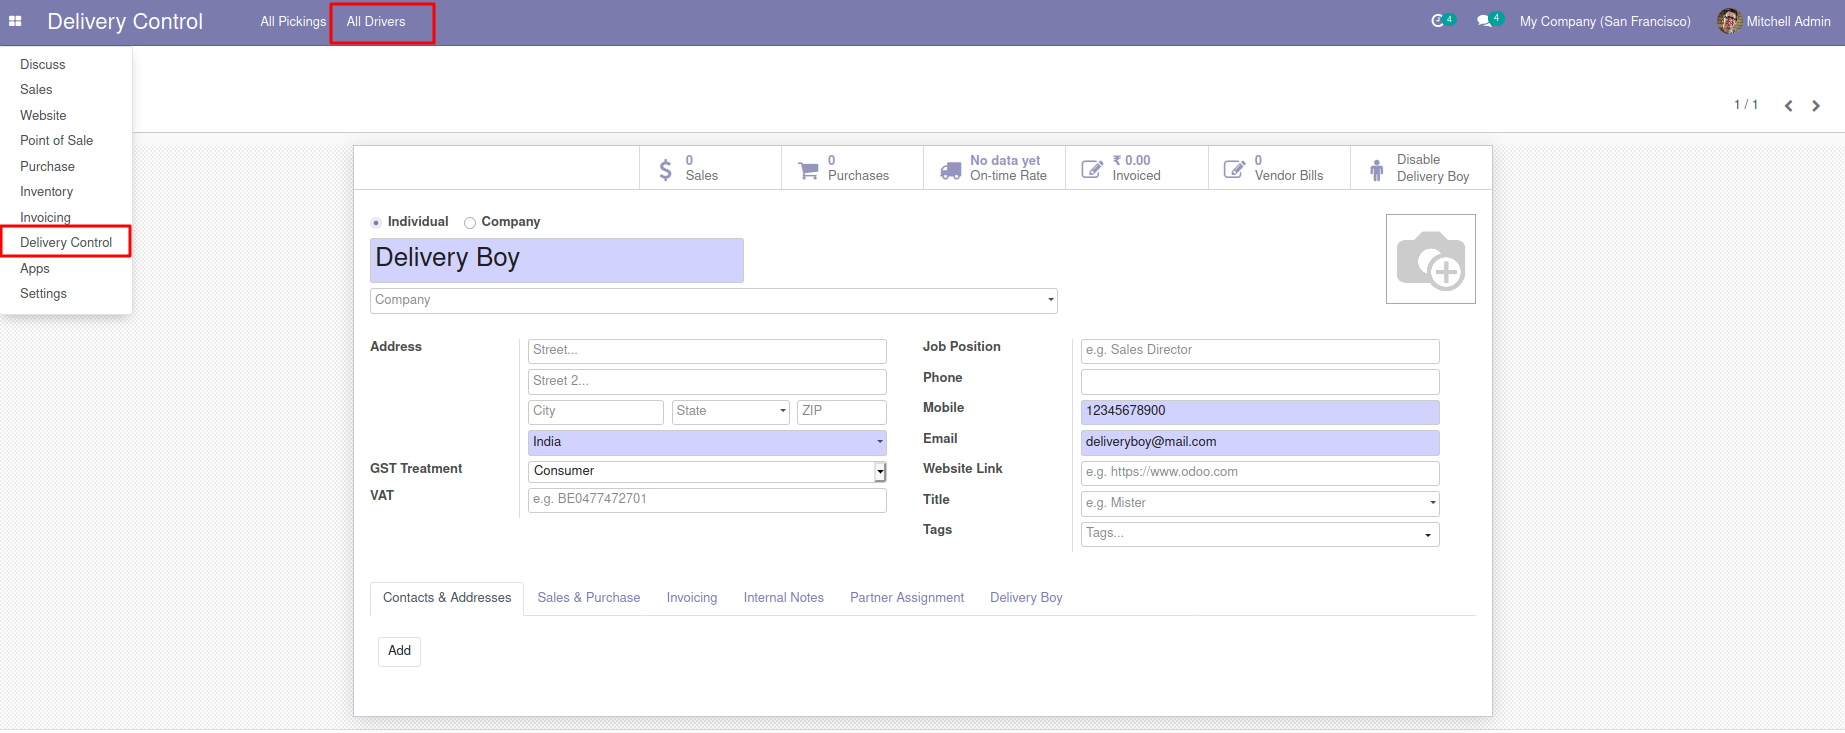 Delivery Control All Pickings All Drivers 4 4 My Company (San Francisco) Mitchell Admin
Discuss
Sales
Website
Point of Sale
Purchase
Inventory
Invoicing
Delivery Control
Apps
Settings
1 / 1
0
Sales
0
Purchases
No data yet
On-time Rate
₹ 0.00
Invoiced
0
Vendor Bills
Disable
Delivery Boy
Individual Company
Delivery Boy
Company
Address
Street...
Street 2...
City State ZIP
India
GST Treatment Consumer
VAT e.g. BE0477472701
Job Position e.g. Sales Director
Phone
Mobile 12345678900
Email deliveryboy@mail.com
Website Link e.g. https://www.odoo.com
Title e.g. Mister
Tags Tags...
Contacts & Addresses Sales & Purchase Invoicing Internal Notes Partner Assignment Delivery Boy
Add